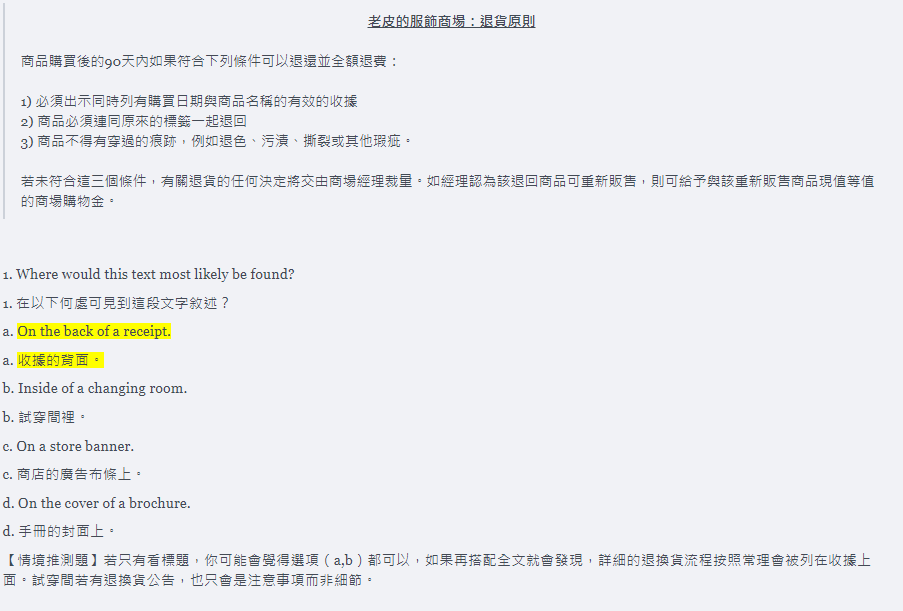 老皮的服飾商場：退貨原則
商品購買後的90天內如果符合下列條件可以退還並全額退費：
1) 必須出示同時列有購買日期與商品名稱的有效的收據
2) 商品必須連同原來的標籤一起退回
3) 商品不得有穿過的痕跡，例如退色、污漬、撕裂或其他瑕疵。
若未符合這三個條件，有關退貨的任何決定將交由商場經理裁量。如經理認為該退回商品可重新販售，則可給予與該重新販售商品現值等值
的商場購物金。
1. Where would this text most likely be found?
1. 在以下何處可見到這段文字敘述？
a. On the back of a receipt.
a. 收據的背面。
b. Inside of a changing room.
b. 試穿間裡。
c. On a store banner.
c. 商店的廣告布條上。
d. On the cover of a brochure.
d. 手冊的封面上。
【情境推測題】若只有看標題，你可能會覺得選項（a,b）都可以，如果再搭配全文就會發現，詳細的退換貨流程按照常理會被列在收據上
面。試穿間若有退換貨公告，也只會是注意事項而非細節。